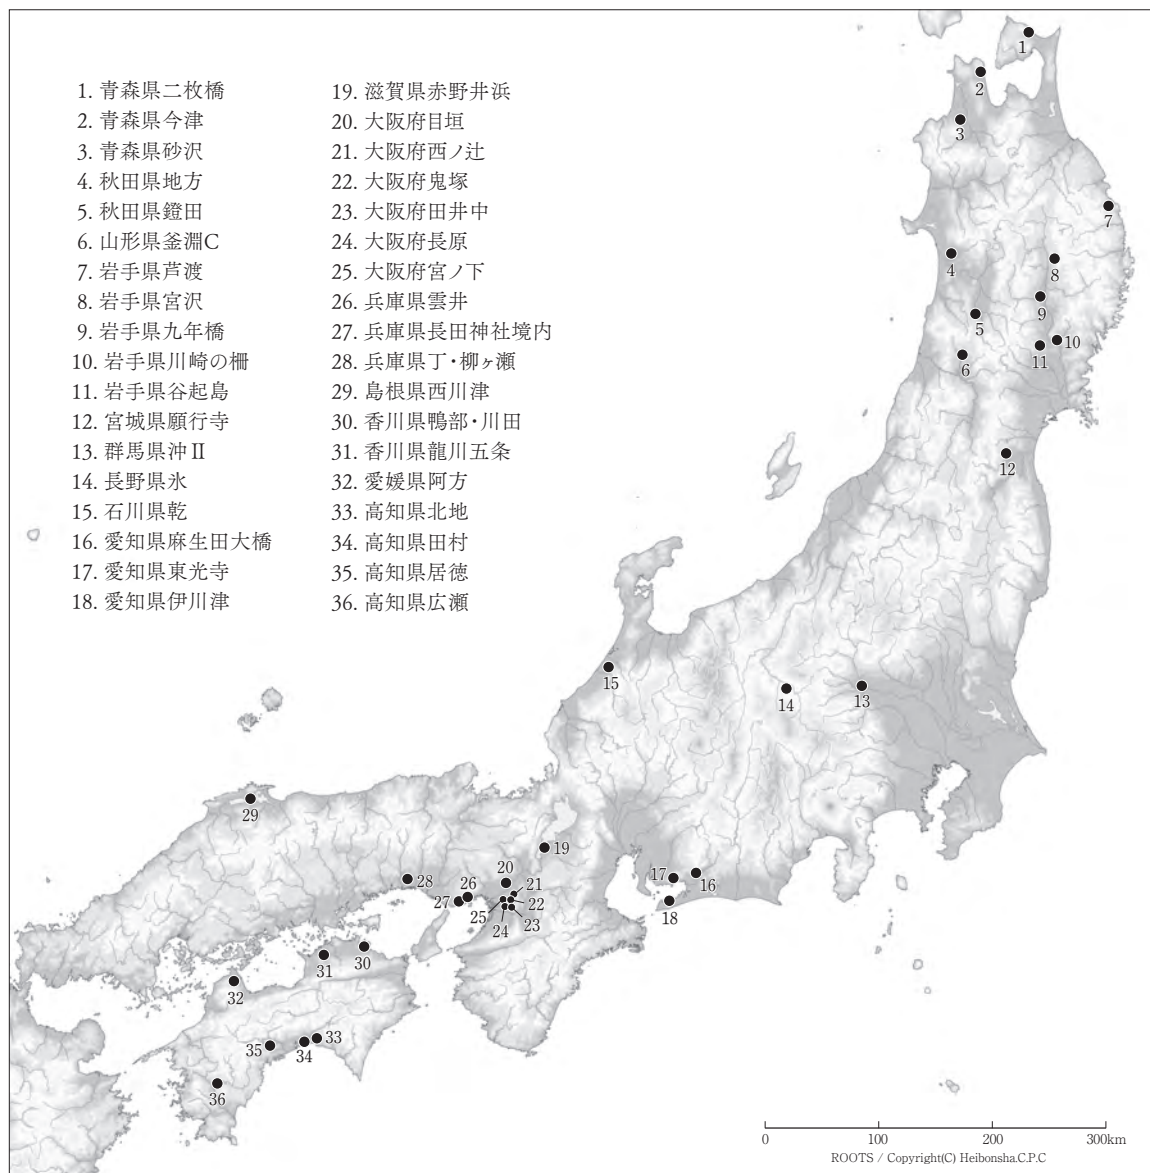 1. 青森県二枚橋
2. 青森県今津
3. 青森県砂沢
4. 秋田県地方
5. 秋田県鐙田
6. 山形県釜淵C
7. 岩手県芦渡
8. 岩手県宮沢
9. 岩手県九年橋
10. 岩手県川崎の柵
11. 岩手県谷起島
12. 宮城県願行寺
13. 群馬県沖Ⅱ
14. 長野県氷
15. 石川県乾
16. 愛知県麻生田大橋
17. 愛知県東光寺
18. 愛知県伊川津
19. 滋賀県赤野井浜
20. 大阪府目垣
21. 大阪府西ノ辻
22. 大阪府鬼塚
23. 大阪府田井中
24. 大阪府長原
25. 大阪府宮ノ下
26. 兵庫県雲井
27. 兵庫県長田神社境内
28. 兵庫県丁・柳ヶ瀬
29. 島根県西川津
30. 香川県鴨部・川田
31. 香川県龍川五条
32. 愛媛県阿方
33. 高知県北地
34. 高知県田村
35. 高知県居徳
36. 高知県広瀬
1
2
3
7
4
8
9
5
10
11
6
12
15
14
13
29
19
20
21
17
16
28
26
27
22
18
25
24
23
30
31
32
33
35
34
36
0 100 200 300km
ROOTS / Copyright(C) Heibonsha.C.P.C